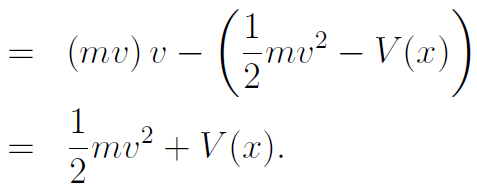 = (mv) v − (1/2 mv² − V(x))
= 1/2 mv² + V(x).